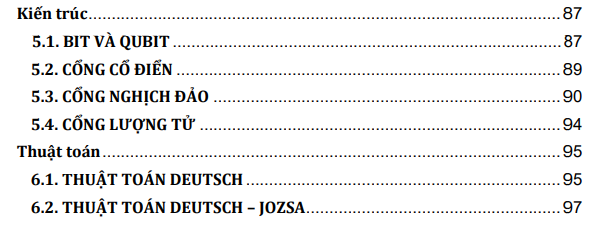 Kiến trúc........................................................................................................87
5.1. BIT VÀ QUBIT........................................................................................87
5.2. CỔNG CỔ ĐIỂN......................................................................................89
5.3. CỔNG NGHỊCH ĐẢO..............................................................................90
5.4. CỔNG LƯỢNG TỬ..................................................................................94
Thuật toán......................................................................................................95
6.1. THUẬT TOÁN DEUTSCH.......................................................................95
6.2. THUẬT TOÁN DEUTSCH – JOZSA.........................................................97